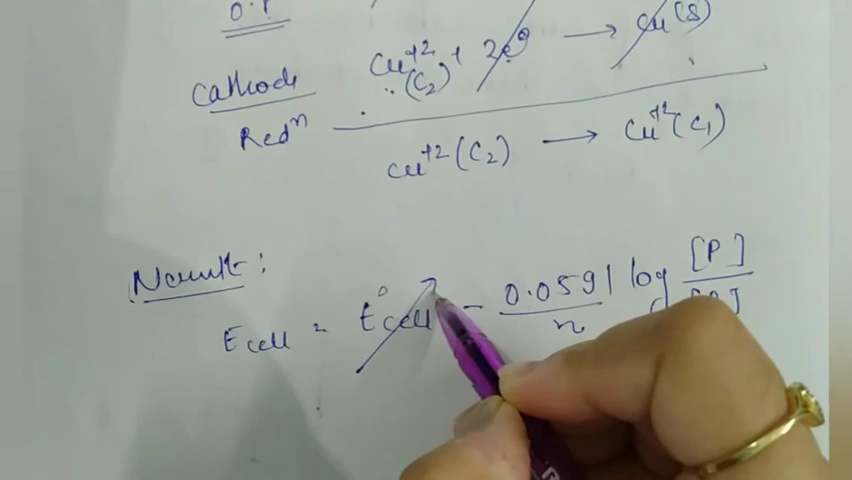 O.P
Cathode Cu+2 (C2) + 2e⊖ → Cu(s)
Redn
Cu+2(C2) → Cu+2(C1)
Nernst :
Ecell = E°cell - 0.0591/n log [P]/[R]